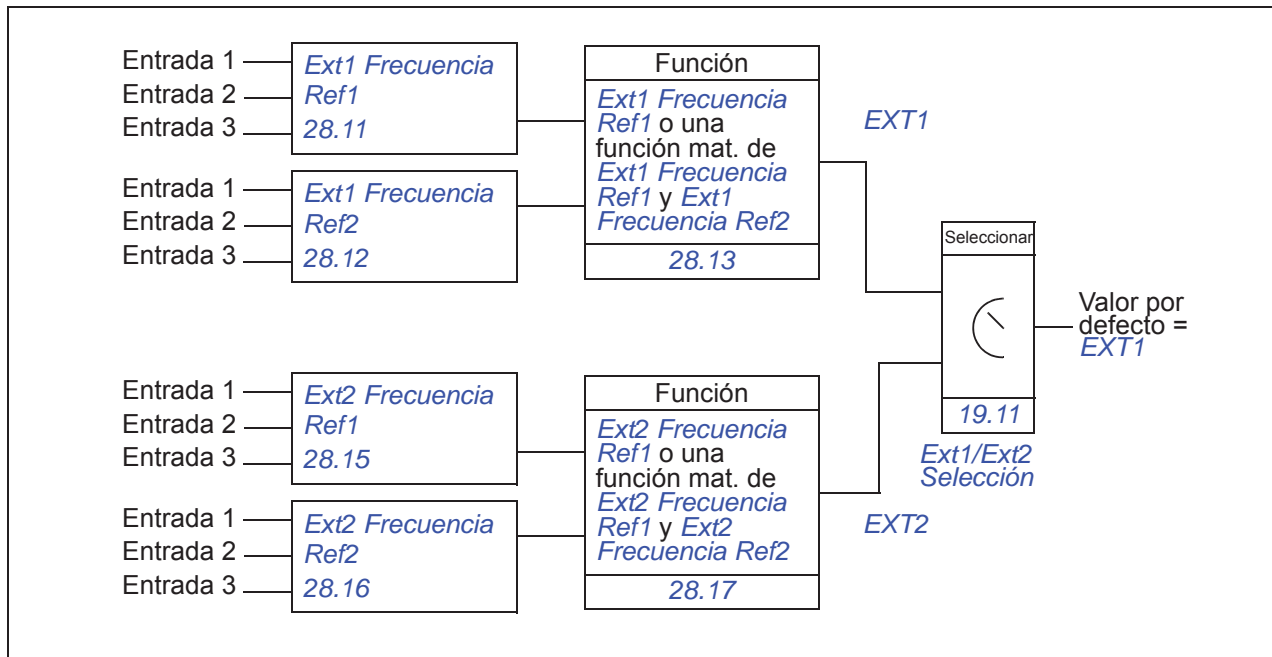 Entrada 1
Entrada 2
Entrada 3
Ext1 Frecuencia
Ref1
28.11
Entrada 1
Entrada 2
Entrada 3
Ext1 Frecuencia
Ref2
28.12
Función
Ext1 Frecuencia
Ref1 o una
función mat. de
Ext1 Frecuencia
Ref1 y Ext1
Frecuencia Ref2
28.13
EXT1
Entrada 1
Entrada 2
Entrada 3
Ext2 Frecuencia
Ref1
28.15
Entrada 1
Entrada 2
Entrada 3
Ext2 Frecuencia
Ref2
28.16
Función
Ext2 Frecuencia
Ref1 o una
función mat. de
Ext2 Frecuencia
Ref1 y Ext2
Frecuencia Ref2
28.17
EXT2
Seleccionar
19.11
Ext1/Ext2
Selección
Valor por
defecto =
EXT1